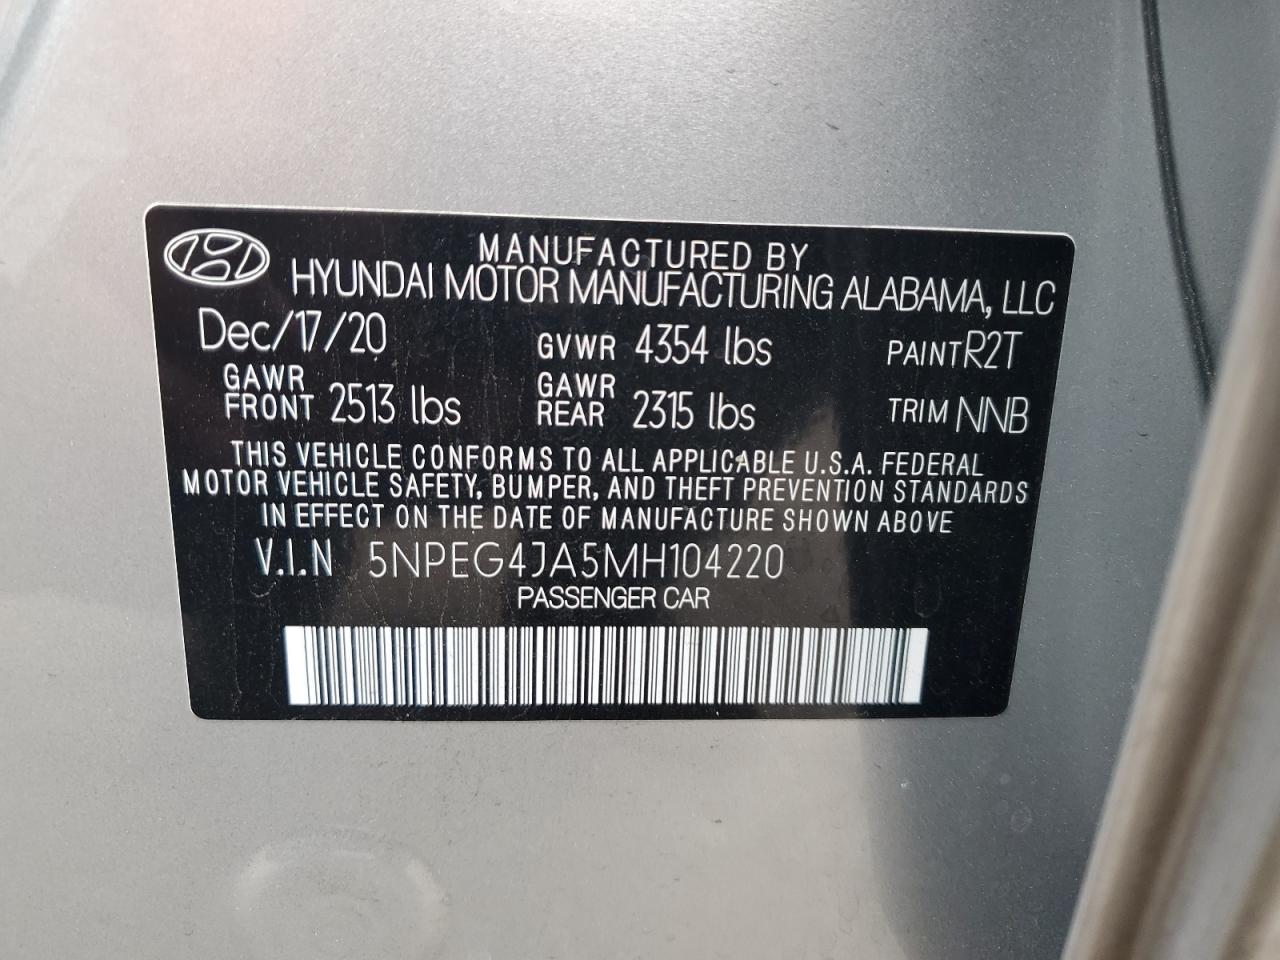 MANUFACTURED BY
HYUNDAI MOTOR MANUFACTURING ALABAMA, LLC
Dec/17/20 GVWR 4354 lbs PAINT R2T
GAWR FRONT 2513 lbs GAWR REAR 2315 lbs TRIM NNB
THIS VEHICLE CONFORMS TO ALL APPLICABLE U.S.A. FEDERAL
MOTOR VEHICLE SAFETY, BUMPER, AND THEFT PREVENTION STANDARDS
IN EFFECT ON THE DATE OF MANUFACTURE SHOWN ABOVE
V.I.N 5NPEG4JA5MH104220
PASSENGER CAR